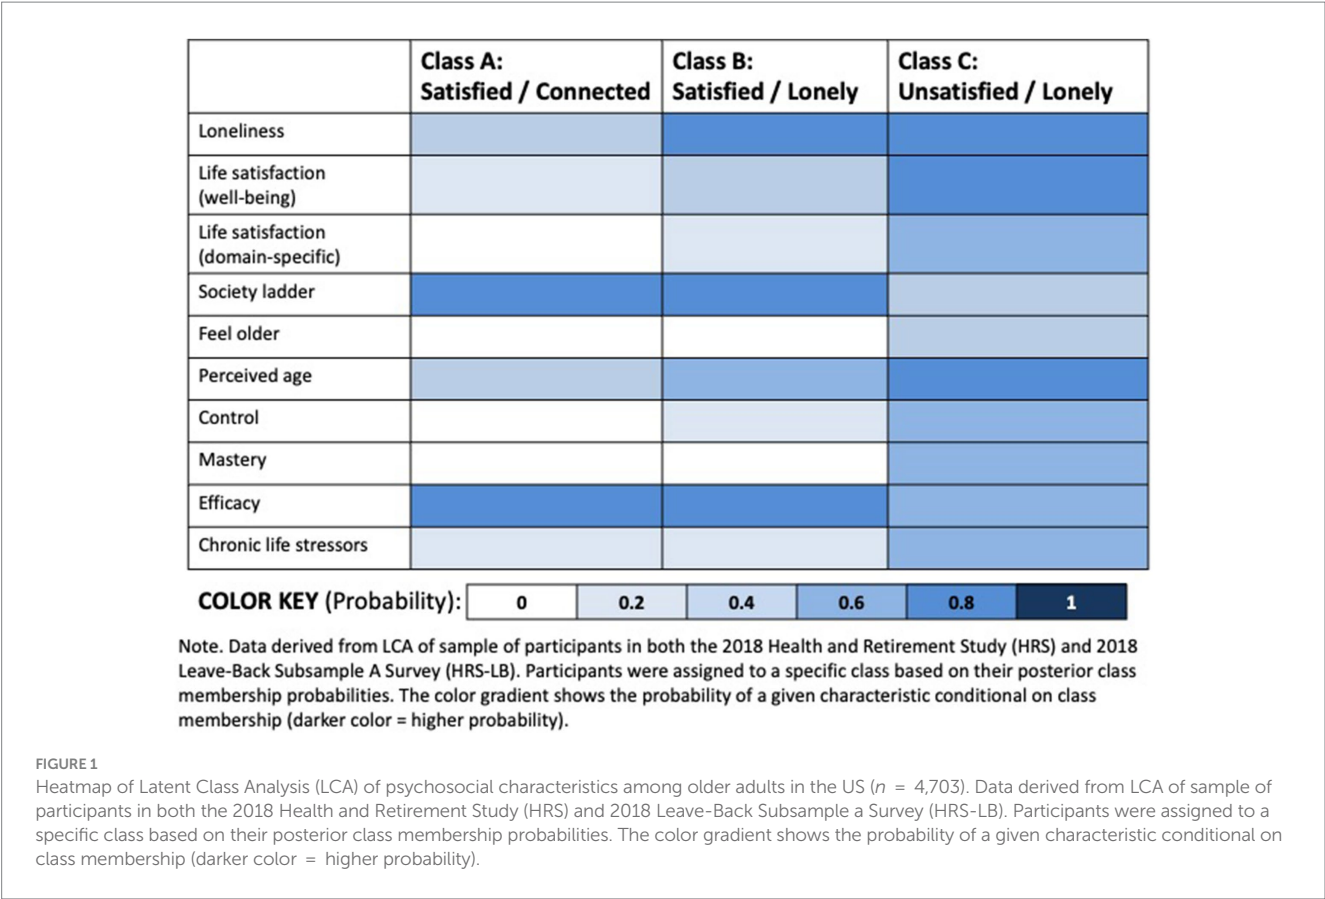 Class A:
Satisfied / Connected
Class B:
Satisfied / Lonely
Class C:
Unsatisfied / Lonely
Loneliness
Life satisfaction
(well-being)
Life satisfaction
(domain-specific)
Society ladder
Feel older
Perceived age
Control
Mastery
Efficacy
Chronic life stressors
COLOR KEY (Probability): 0 0.2 0.4 0.6 0.8 1
Note. Data derived from LCA of sample of participants in both the 2018 Health and Retirement Study (HRS) and 2018
Leave-Back Subsample A Survey (HRS-LB). Participants were assigned to a specific class based on their posterior class
membership probabilities. The color gradient shows the probability of a given characteristic conditional on class
membership (darker color = higher probability).
FIGURE 1
Heatmap of Latent Class Analysis (LCA) of psychosocial characteristics among older adults in the US (n = 4,703). Data derived from LCA of sample of
participants in both the 2018 Health and Retirement Study (HRS) and 2018 Leave-Back Subsample a Survey (HRS-LB). Participants were assigned to a
specific class based on their posterior class membership probabilities. The color gradient shows the probability of a given characteristic conditional on
class membership (darker color = higher probability).